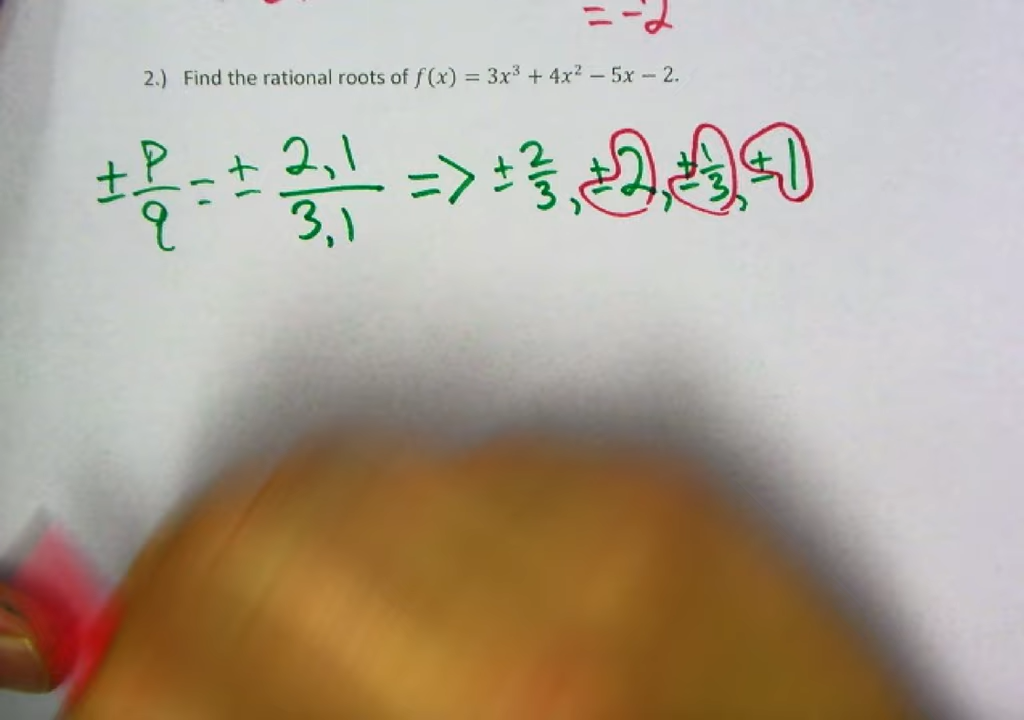 = -2
2.) Find the rational roots of f(x) = 3x³ + 4x² − 5x − 2.
± p/q = ± 2,1/3,1 => ± 2/3, ±2, ± 1/3, ±1